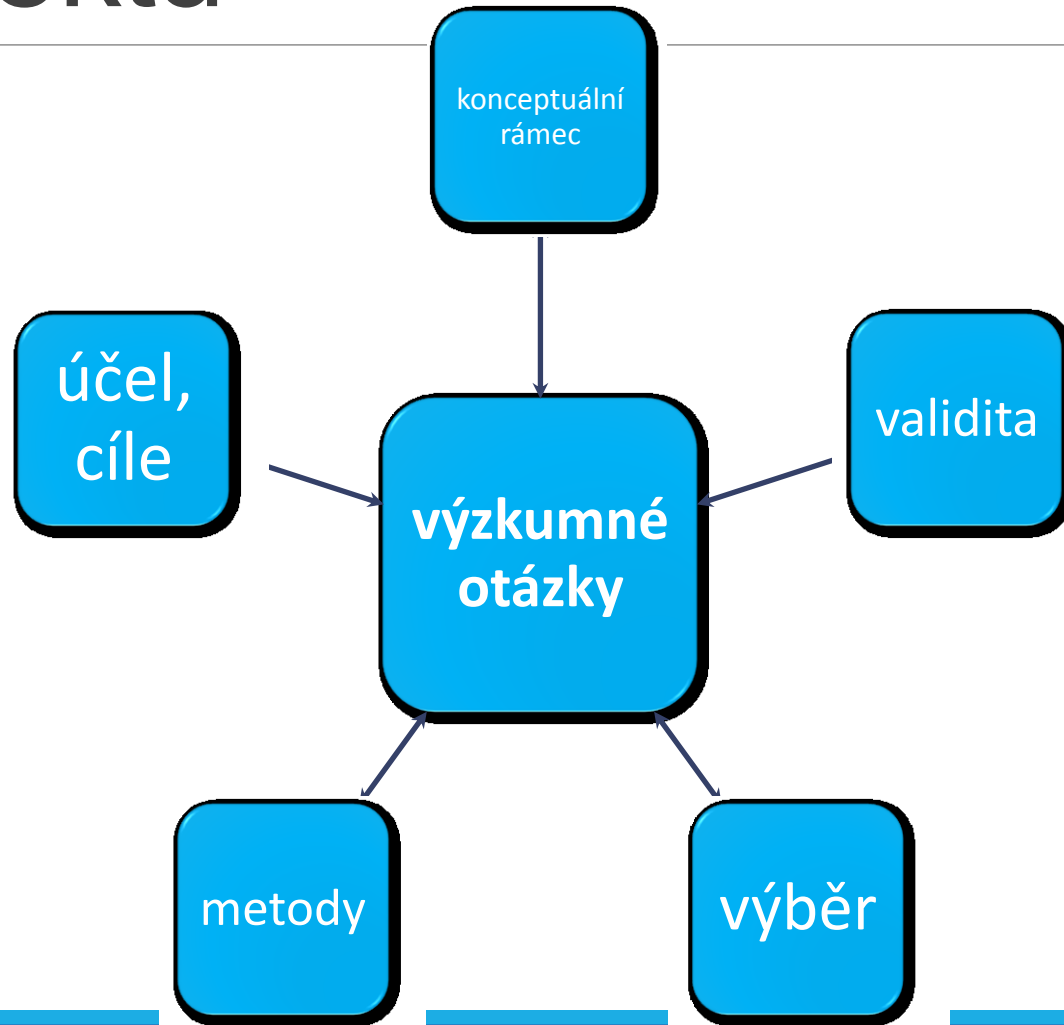 konceptuální
rámec
účel,
cíle
validita
výzkumné
otázky
metody
výběr